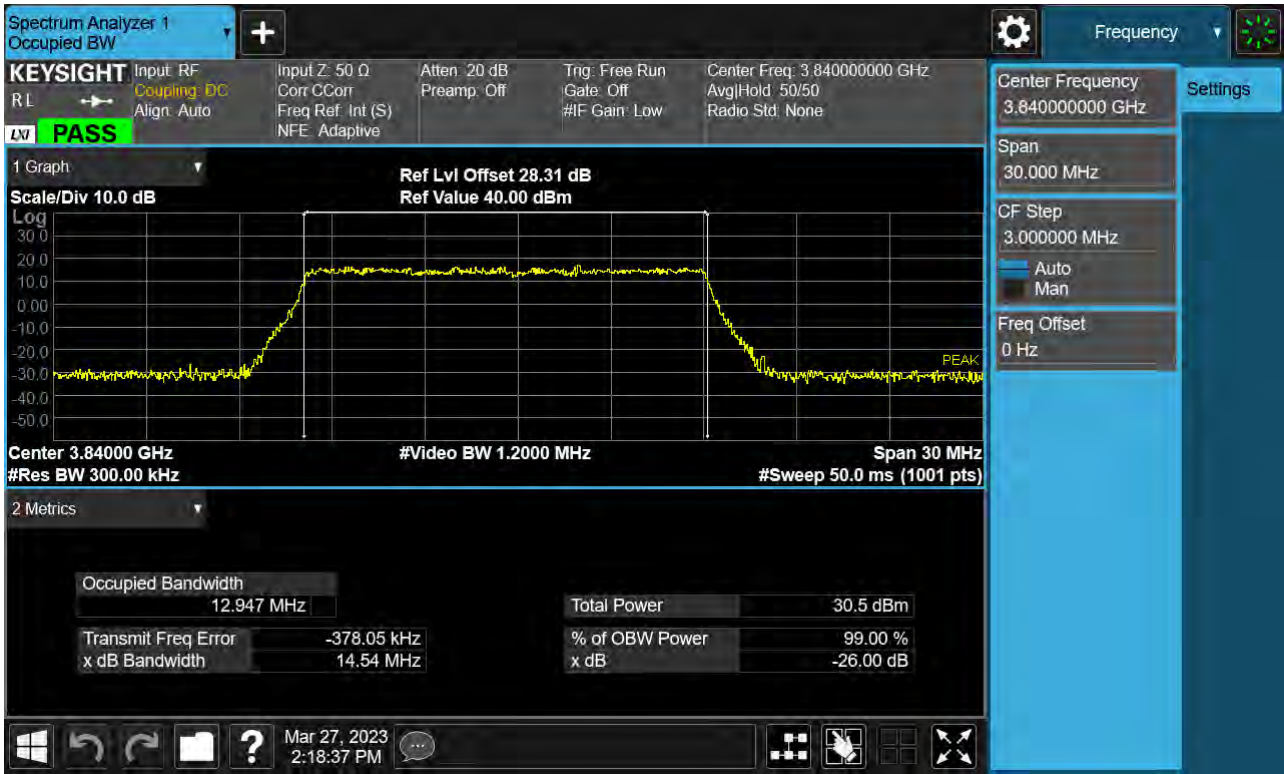 Spectrum Analyzer 1
Occupied BW
+
Frequency
KEYSIGHT
RL
LXI
PASS
Input: RF
Coupling: DC
Align: Auto
Input Z: 50 Ω
Corr CCorr
Freq Ref: Int (S)
NFE: Adaptive
Atten: 20 dB
Preamp: Off
Trig: Free Run
Gate: Off
#IF Gain: Low
Center Freq: 3.840000000 GHz
Avg|Hold: 50/50
Radio Std: None
Center Frequency
3.840000000 GHz
Settings
Span
30.000 MHz
CF Step
3.000000 MHz
Auto
Man
Freq Offset
0 Hz
1 Graph
Scale/Div 10.0 dB
Ref Lvl Offset 28.31 dB
Ref Value 40.00 dBm
Log
30.0
20.0
10.0
0.00
-10.0
-20.0
-30.0
-40.0
-50.0
PEAK
Center 3.84000 GHz
#Video BW 1.2000 MHz
Span 30 MHz
#Res BW 300.00 kHz
#Sweep 50.0 ms (1001 pts)
2 Metrics
Occupied Bandwidth
12.947 MHz
Total Power 30.5 dBm
Transmit Freq Error -378.05 kHz
% of OBW Power 99.00 %
x dB Bandwidth 14.54 MHz
x dB -26.00 dB
?
Mar 27, 2023
2:18:37 PM